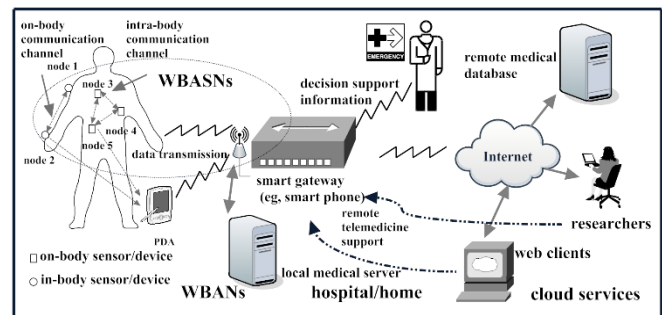 on-body
communication
channel
intra-body
communication
channel
node 1
node 3
WBASNs
node 4
node 5
node 2
data transmission
PDA
□ on-body sensor/device
○ in-body sensor/device
EMERGENCY
decision support
information
smart gateway
(eg, smart phone)
remote
telemedicine
support
local medical server
WBANs
hospital/home
remote medical
database
Internet
researchers
web clients
cloud services